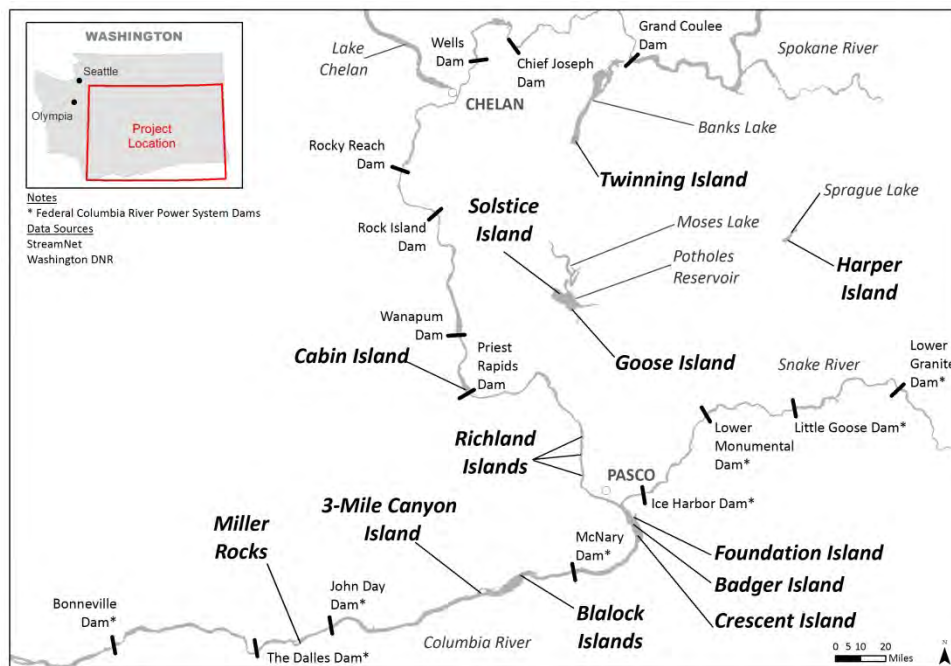 WASHINGTON
Seattle
Olympia
Project
Location
Notes
* Federal Columbia River Power System Dams
Data Sources
StreamNet
Washington DNR
Lake
Chelan
Wells
Dam
Chief Joseph
Dam
Grand Coulee
Dam
Spokane River
CHELAN
Banks Lake
Rocky Reach
Dam
Twinning Island
Solstice
Island
Sprague Lake
Moses Lake
Rock Island
Dam
Potholes
Reservoir
Harper
Island
Wanapum
Dam
Cabin Island
Priest
Rapids
Dam
Goose Island
Snake River
Lower
Granite
Dam*
Richland
Islands
Lower
Monumental
Dam*
Little Goose Dam*
PASCO
Ice Harbor Dam*
3-Mile Canyon
Island
Miller
Rocks
McNary
Dam*
Foundation Island
Badger Island
Crescent Island
John Day
Dam*
Bonneville
Dam*
Blalock
Islands
Columbia River
The Dalles Dam*
0 5 10 20
Miles
N